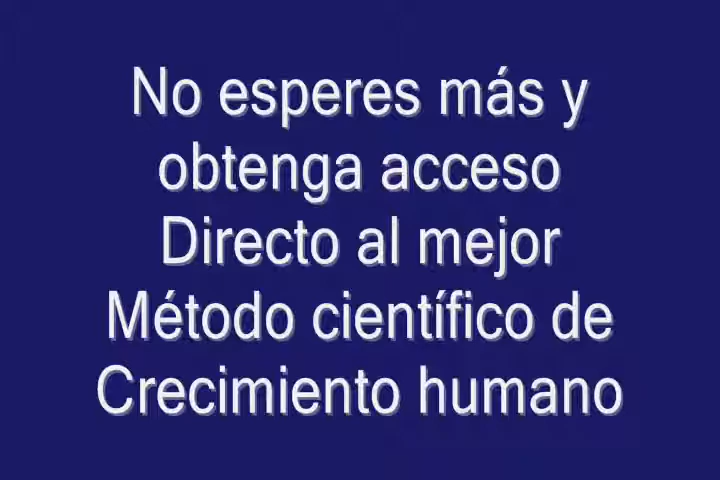 No esperes más y
obtenga acceso
Directo al mejor
Método científico de
Crecimiento humano